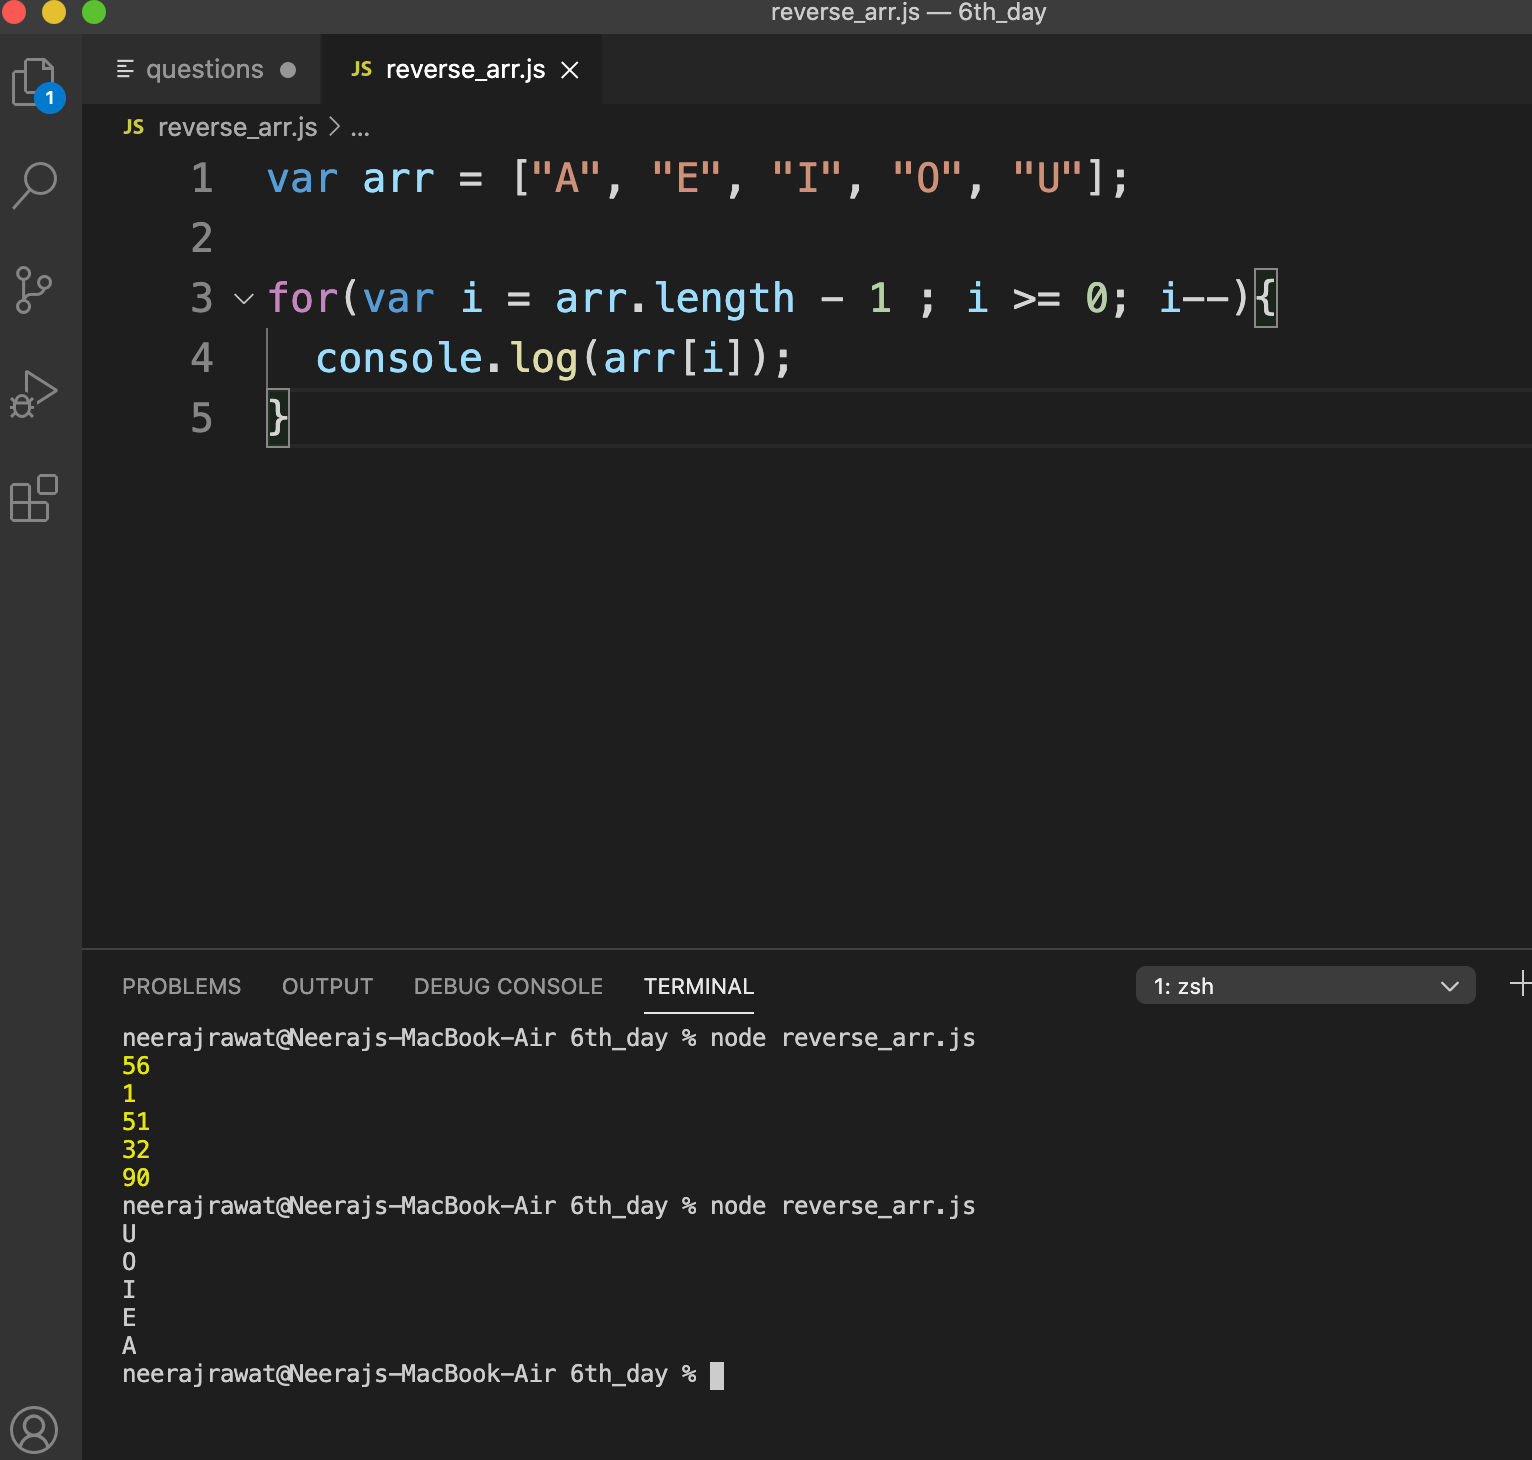 reverse_arr.js — 6th_day
questions ● JS reverse_arr.js ×
1
JS reverse_arr.js > ...
1 var arr = ["A", "E", "I", "O", "U"];
2
3 for(var i = arr.length - 1 ; i >= 0; i--){
4   console.log(arr[i]);
5 }
PROBLEMS OUTPUT DEBUG CONSOLE TERMINAL 1: zsh +
neerajrawat@Neerajs-MacBook-Air 6th_day % node reverse_arr.js
56
1
51
32
90
neerajrawat@Neerajs-MacBook-Air 6th_day % node reverse_arr.js
U
O
I
E
A
neerajrawat@Neerajs-MacBook-Air 6th_day %